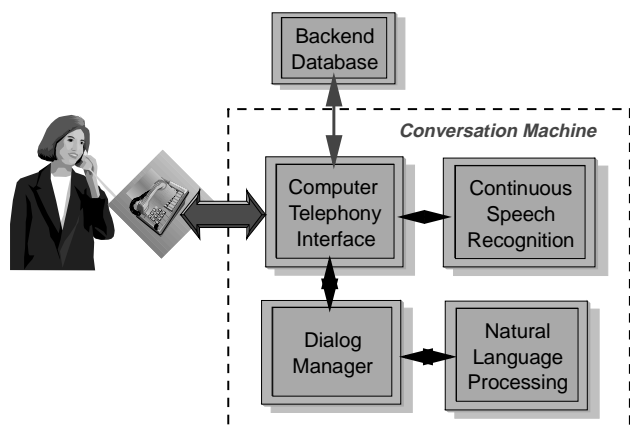 Backend
Database
Conversation Machine
Computer
Telephony
Interface
Continuous
Speech
Recognition
Dialog
Manager
Natural
Language
Processing